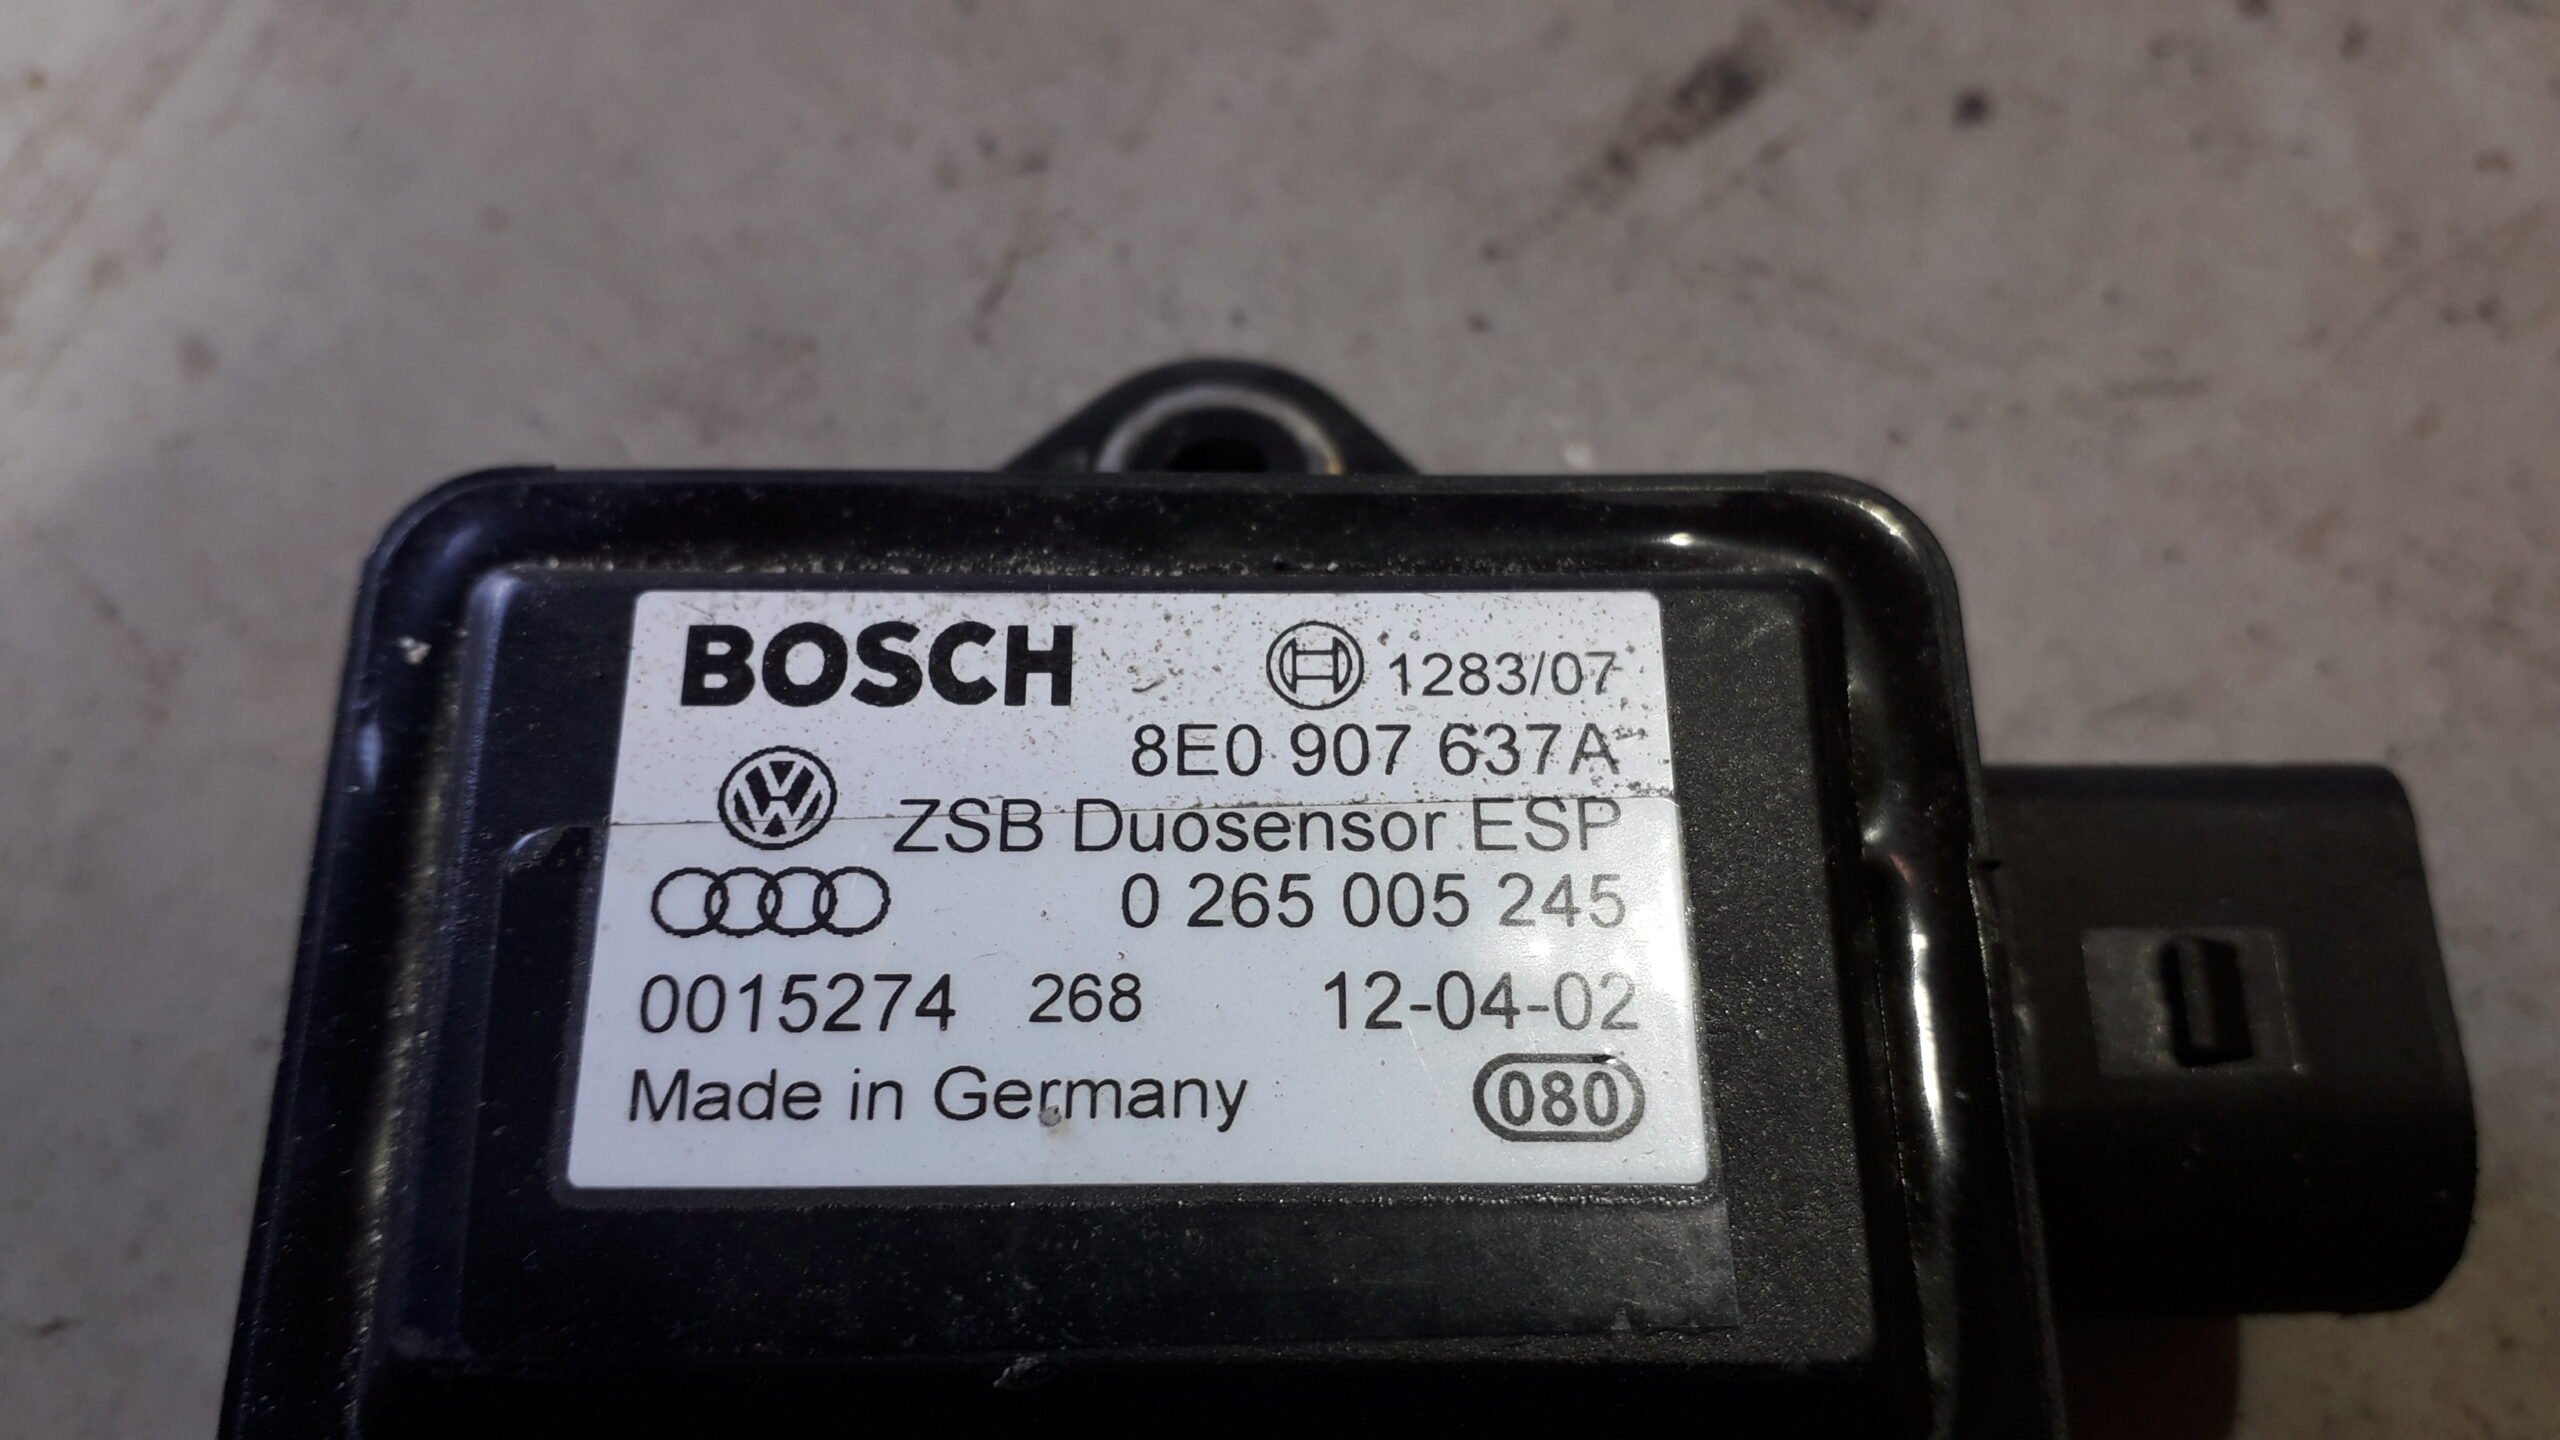 BOSCH 1283/07
8E0 907 637A
ZSB Duosensor ESP
0 265 005 245
0015274 268 12-04-02
Made in Germany 080